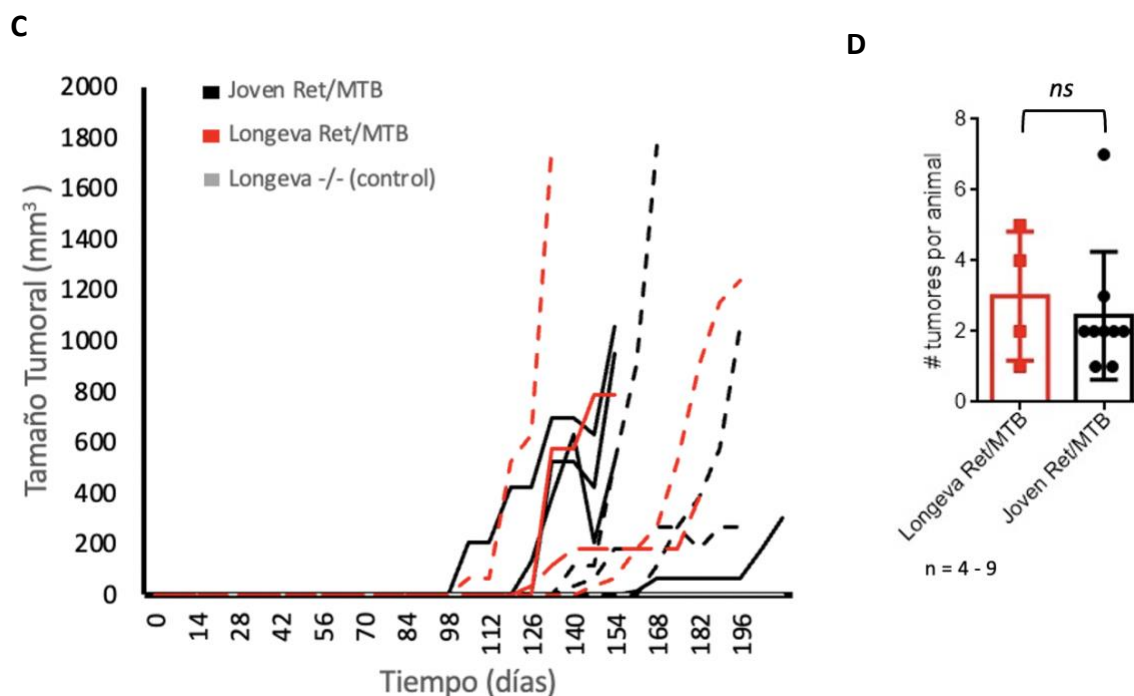 C
Tamaño Tumoral (mm³ )
2000
1800
1600
1400
1200
1000
800
600
400
200
0
Joven Ret/MTB
Longeva Ret/MTB
Longeva -/- (control)
0 14 28 42 56 70 84 98 112 126 140 154 168 182 196
Tiempo (días)
D
ns
# tumores por animal
8
6
4
2
0
Longeva Ret/MTB
Joven Ret/MTB
n = 4 - 9